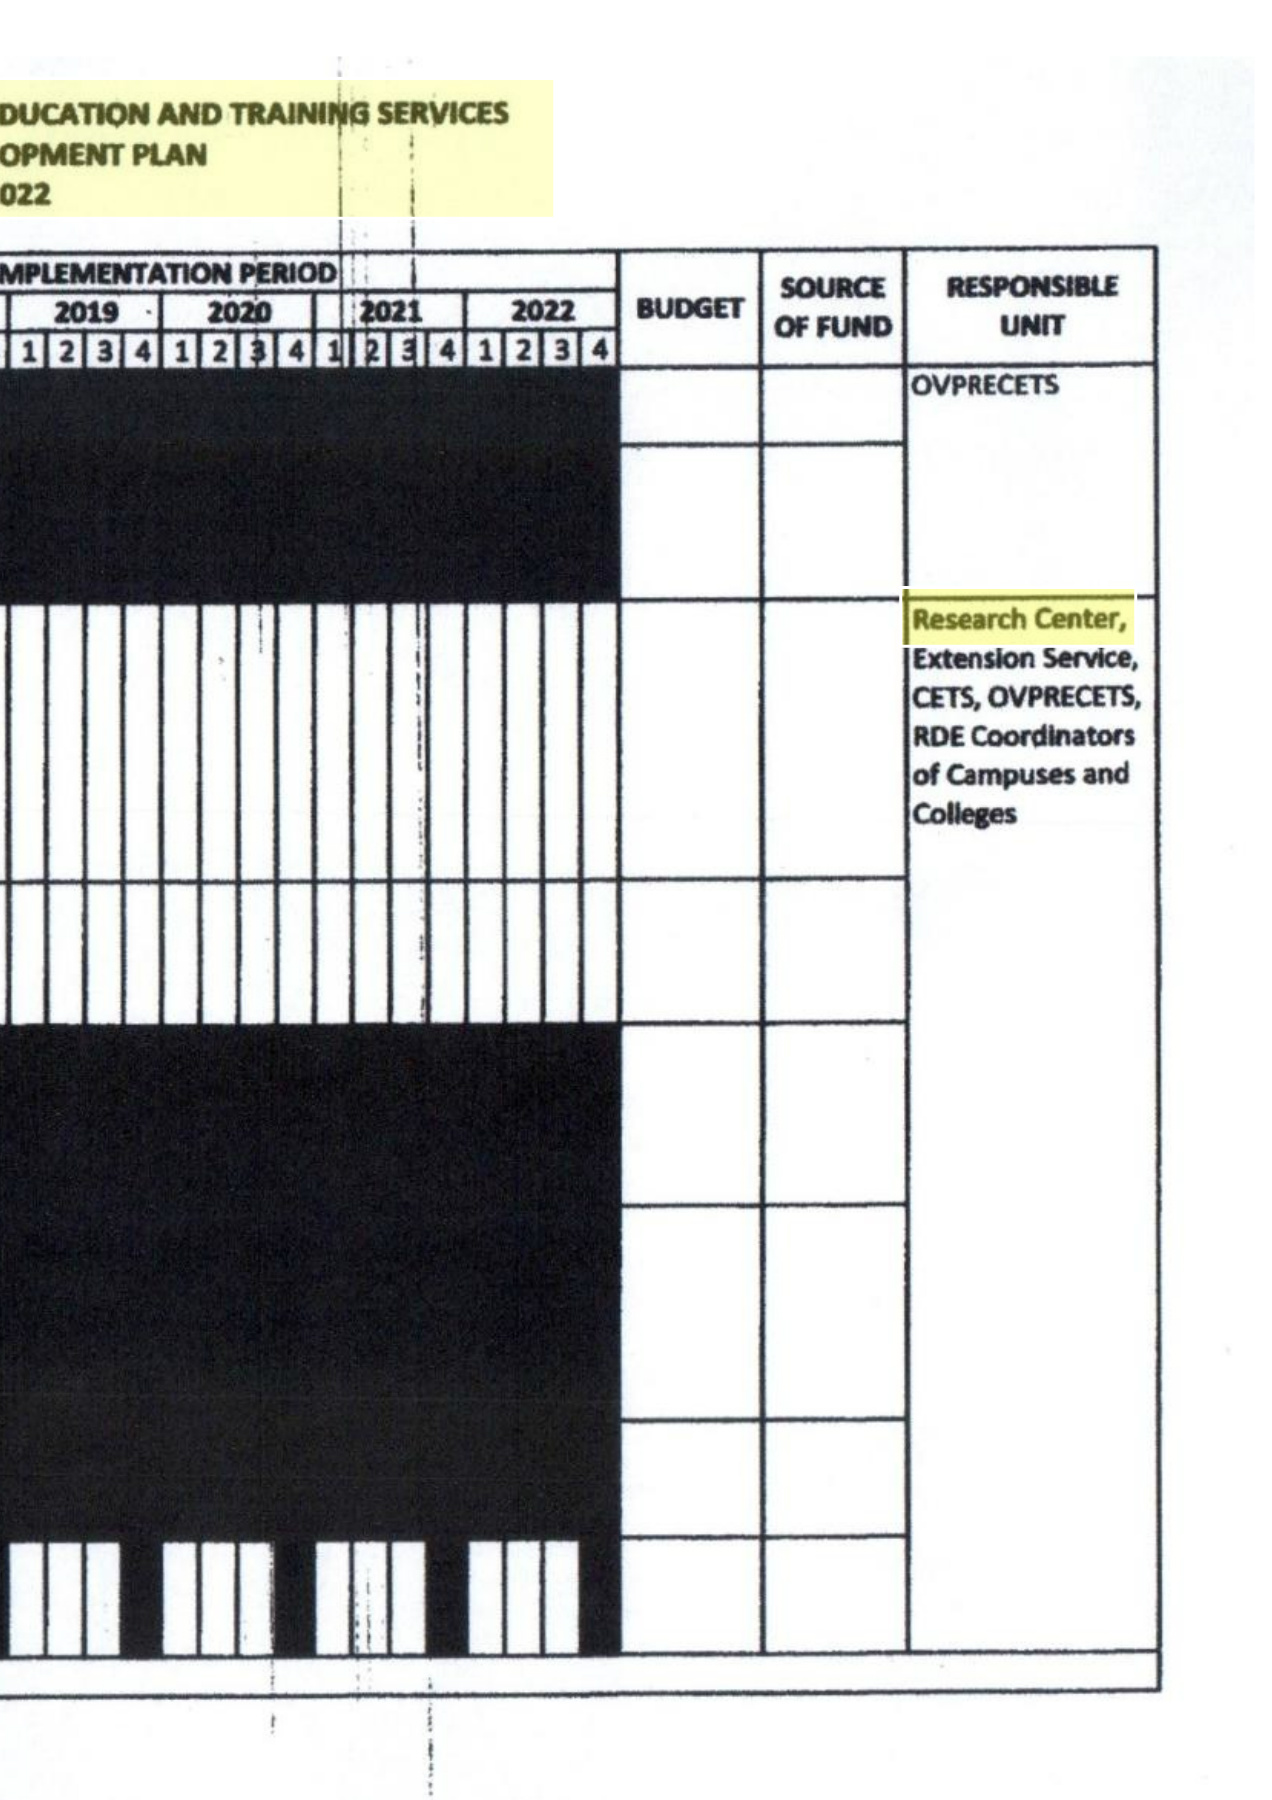 DUCATION AND TRAINING SERVICES
OPMENT PLAN
022
MPLEMENTATION PERIOD
BUDGET
SOURCE OF FUND
RESPONSIBLE UNIT
2019 2020 2021 2022
1 2 3 4 1 2 3 4 1 2 3 4 1 2 3 4
OVPRECETS
Research Center,
Extension Service,
CETS, OVPRECETS,
RDE Coordinators
of Campuses and
Colleges